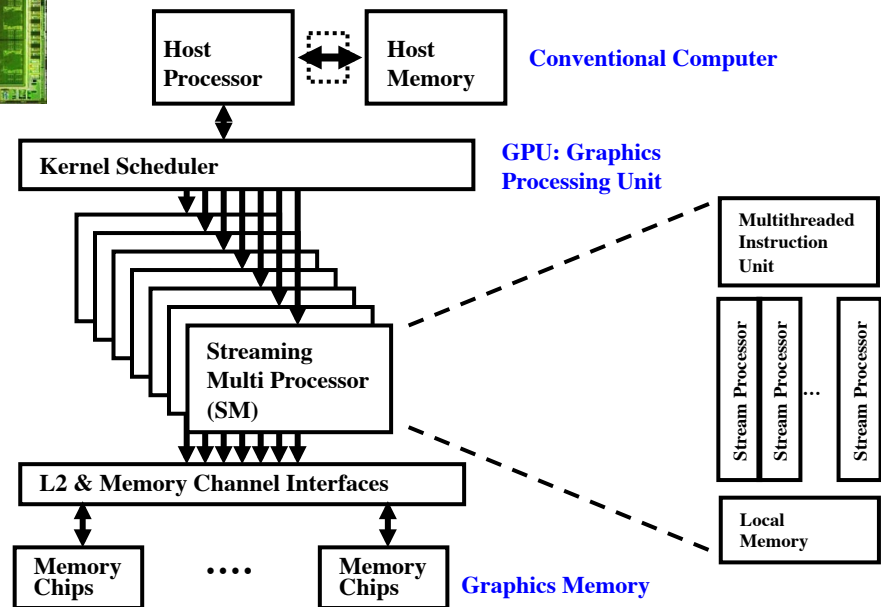 Host
Processor
Host
Memory
Conventional Computer
Kernel Scheduler
GPU: Graphics
Processing Unit
Multithreaded
Instruction
Unit
Streaming
Multi Processor
(SM)
Stream Processor
Stream Processor
...
Stream Processor
L2 & Memory Channel Interfaces
Local
Memory
Memory
Chips
....
Memory
Chips
Graphics Memory